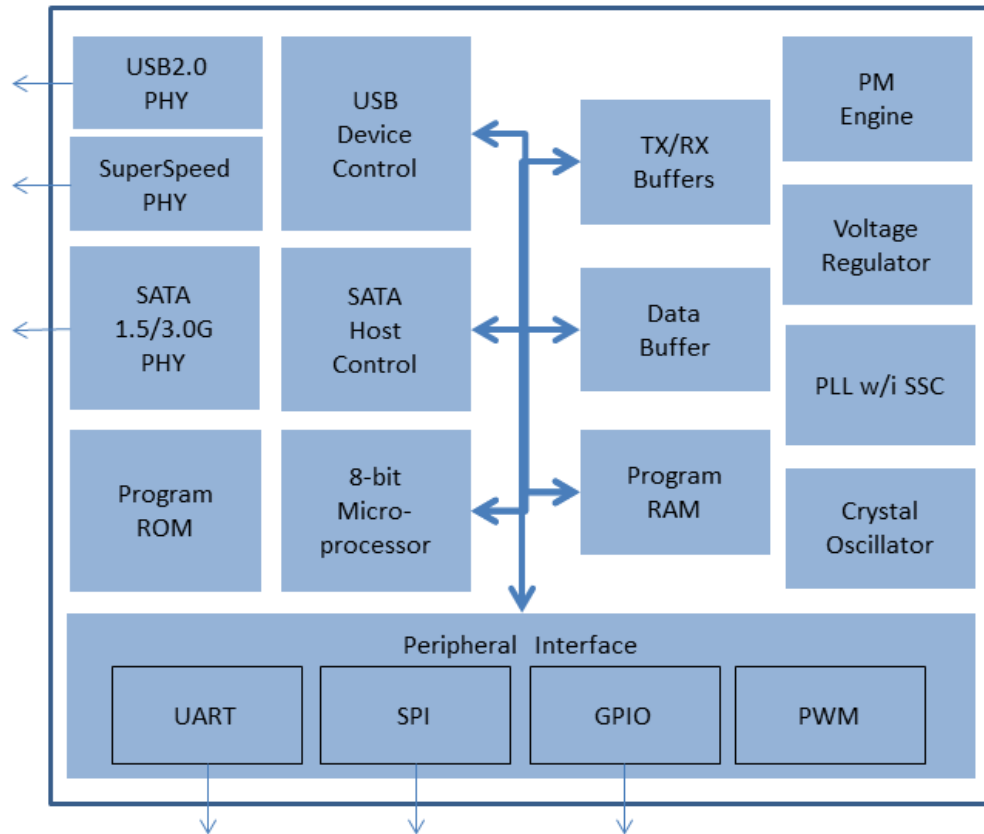 USB2.0
PHY
SuperSpeed
PHY
SATA
1.5/3.0G
PHY
Program
ROM
USB
Device
Control
SATA
Host
Control
8-bit
Micro-
processor
TX/RX
Buffers
Data
Buffer
Program
RAM
PM
Engine
Voltage
Regulator
PLL w/i SSC
Crystal
Oscillator
Peripheral Interface
UART
SPI
GPIO
PWM